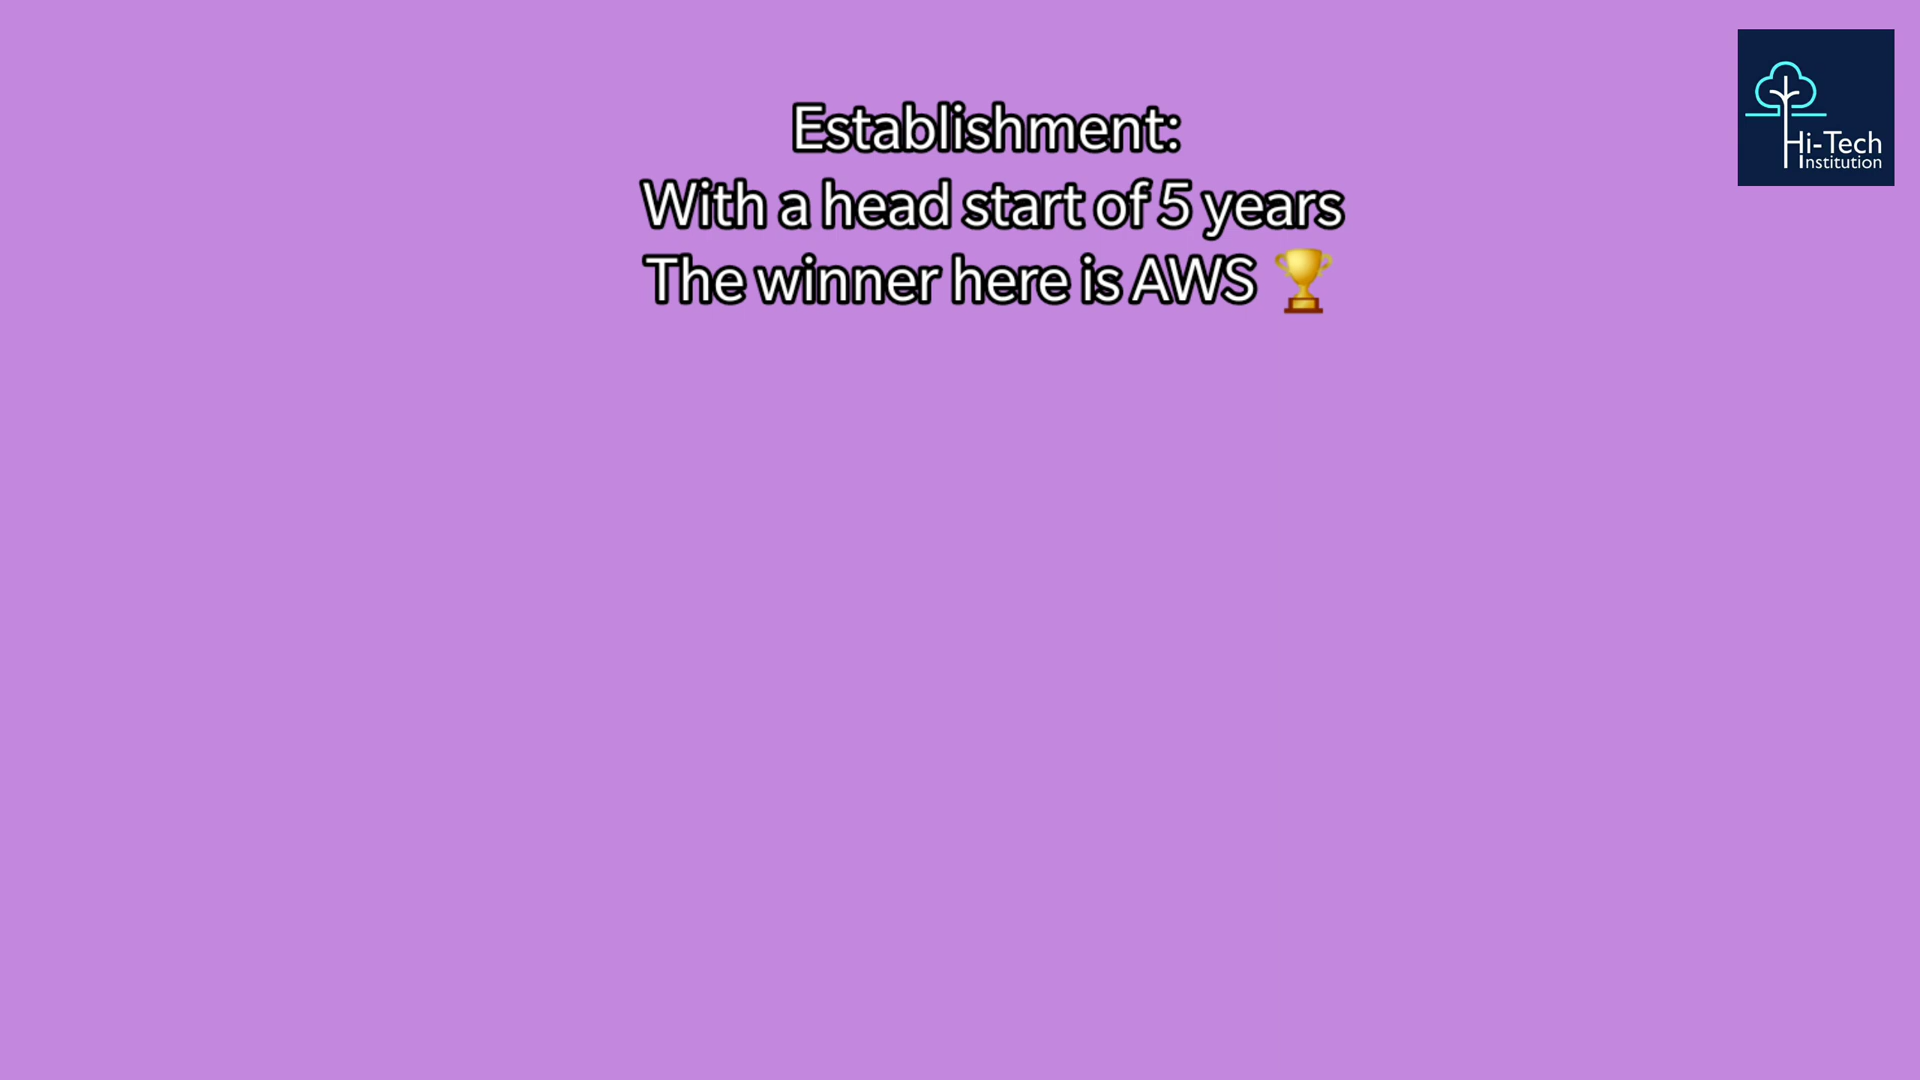 Establishment:
With a head start of 5 years
The winner here is AWS 🏆
Hi-Tech
Institution